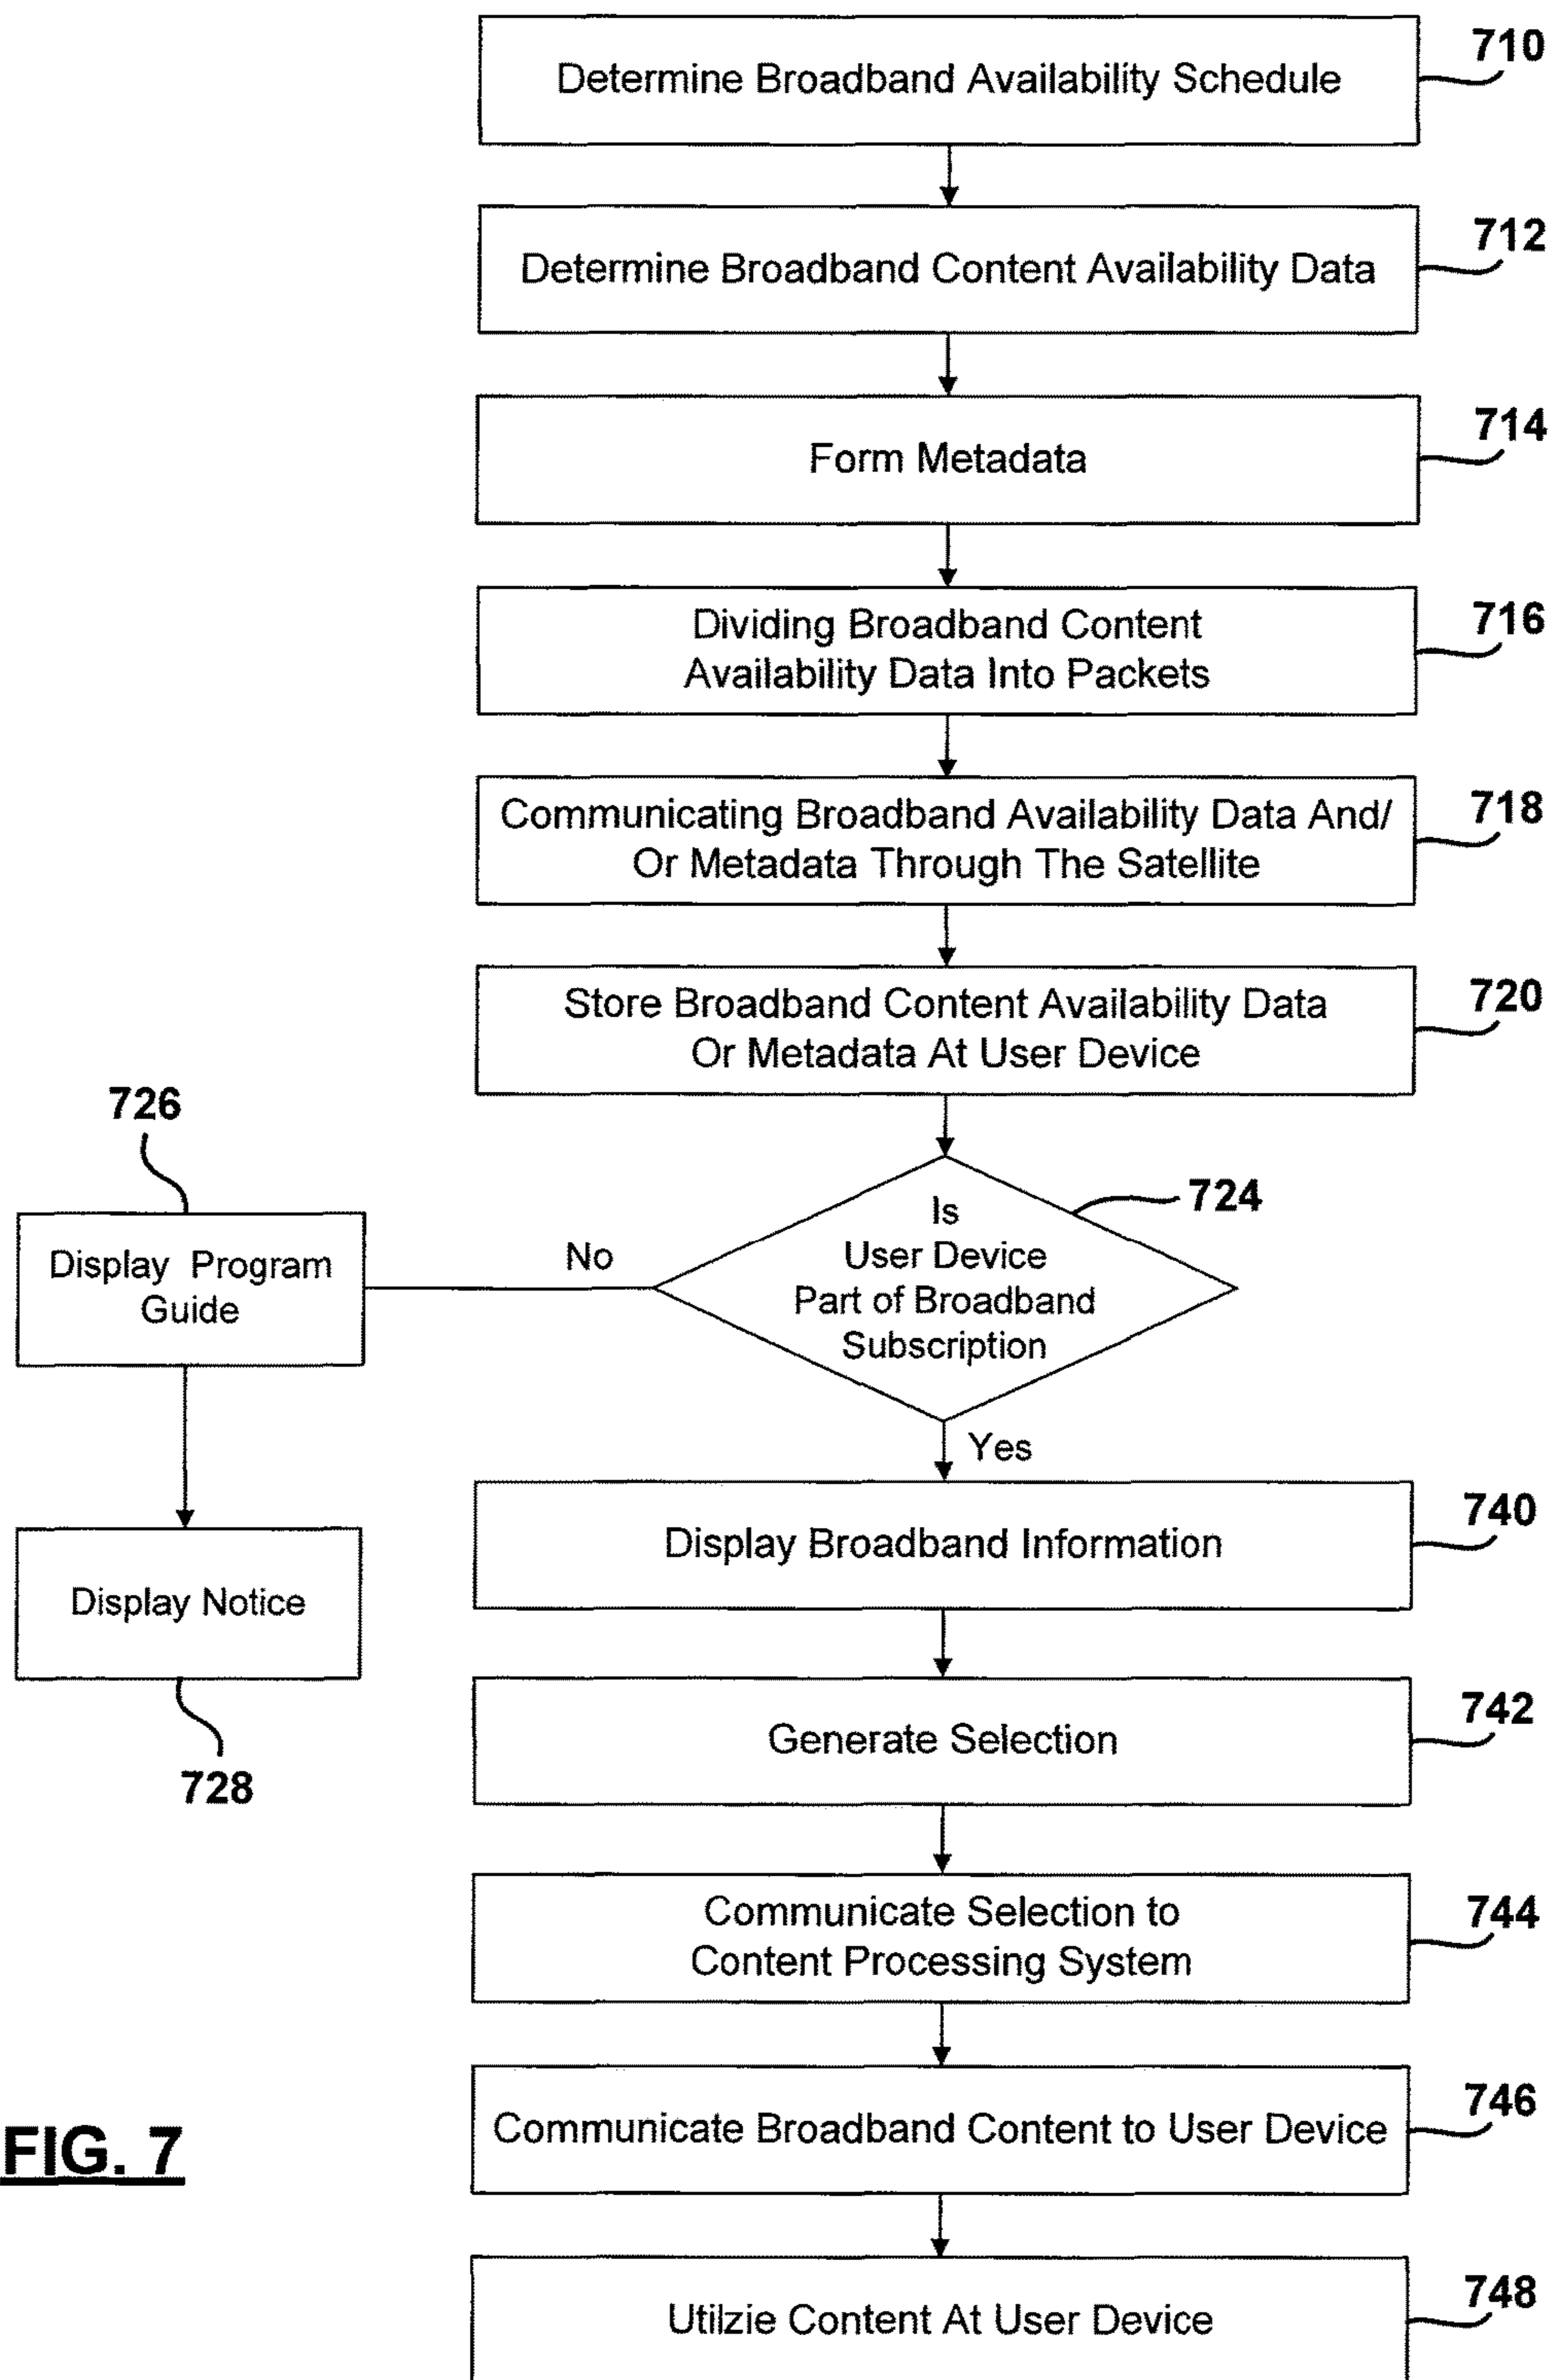 Determine Broadband Availability Schedule
710
Determine Broadband Content Availability Data
712
Form Metadata
714
Dividing Broadband Content
Availability Data Into Packets
716
Communicating Broadband Availability Data And/
Or Metadata Through The Satellite
718
Store Broadband Content Availability Data
Or Metadata At User Device
720
726
Is
User Device
Part of Broadband
Subscription
724
No
Display Program
Guide
Yes
Display Broadband Information
740
Display Notice
728
Generate Selection
742
Communicate Selection to
Content Processing System
744
Communicate Broadband Content to User Device
746
FIG. 7
Utilzie Content At User Device
748